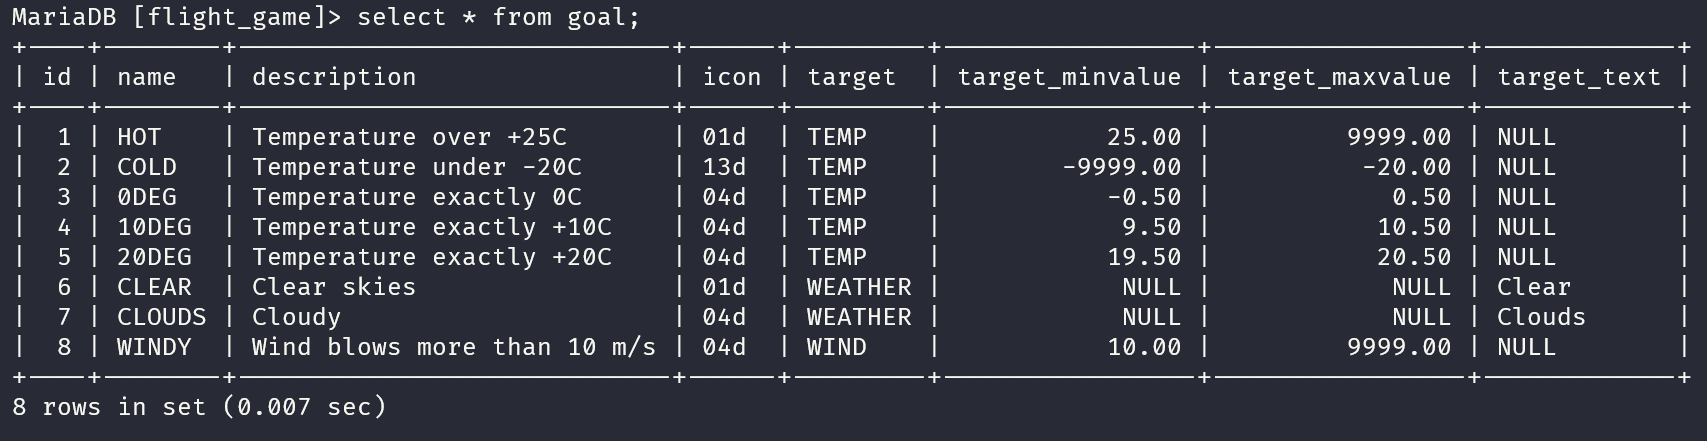 MariaDB [flight_game]> select * from goal;
+----+--------+-----------------------------+------+---------+-----------------+-----------------+-------------+
| id | name   | description                 | icon | target  | target_minvalue | target_maxvalue | target_text |
+----+--------+-----------------------------+------+---------+-----------------+-----------------+-------------+
|  1 | HOT    | Temperature over +25C       | 01d  | TEMP    |           25.00 |         9999.00 | NULL        |
|  2 | COLD   | Temperature under -20C      | 13d  | TEMP    |        -9999.00 |          -20.00 | NULL        |
|  3 | 0DEG   | Temperature exactly 0C      | 04d  | TEMP    |           -0.50 |            0.50 | NULL        |
|  4 | 10DEG  | Temperature exactly +10C    | 04d  | TEMP    |            9.50 |           10.50 | NULL        |
|  5 | 20DEG  | Temperature exactly +20C    | 04d  | TEMP    |           19.50 |           20.50 | NULL        |
|  6 | CLEAR  | Clear skies                 | 01d  | WEATHER |            NULL |            NULL | Clear       |
|  7 | CLOUDS | Cloudy                      | 04d  | WEATHER |            NULL |            NULL | Clouds      |
|  8 | WINDY  | Wind blows more than 10 m/s | 04d  | WIND    |           10.00 |         9999.00 | NULL        |
+----+--------+-----------------------------+------+---------+-----------------+-----------------+-------------+
8 rows in set (0.007 sec)